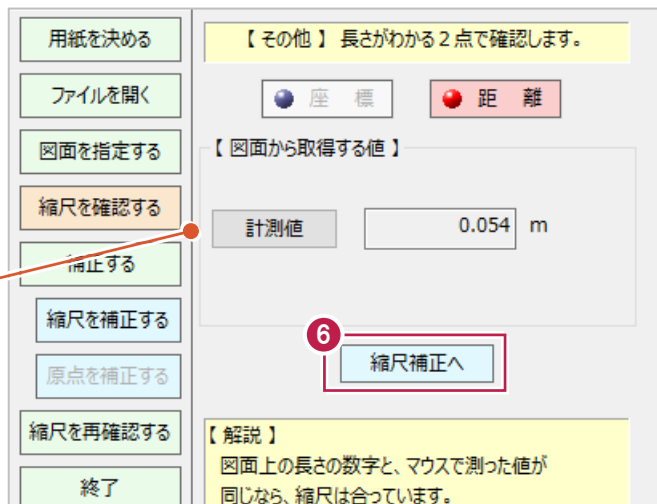 用紙を決める
ファイルを開く
図面を指定する
縮尺を確認する
補正する
縮尺を補正する
原点を補正する
縮尺を再確認する
終了
【 その他 】 長さがわかる2点で確認します。
座 標
距 離
【 図面から取得する値 】
計測値
0.054 m
6
縮尺補正へ
【 解説 】
図面上の長さの数字と、マウスで測った値が
同じなら、縮尺は合っています。